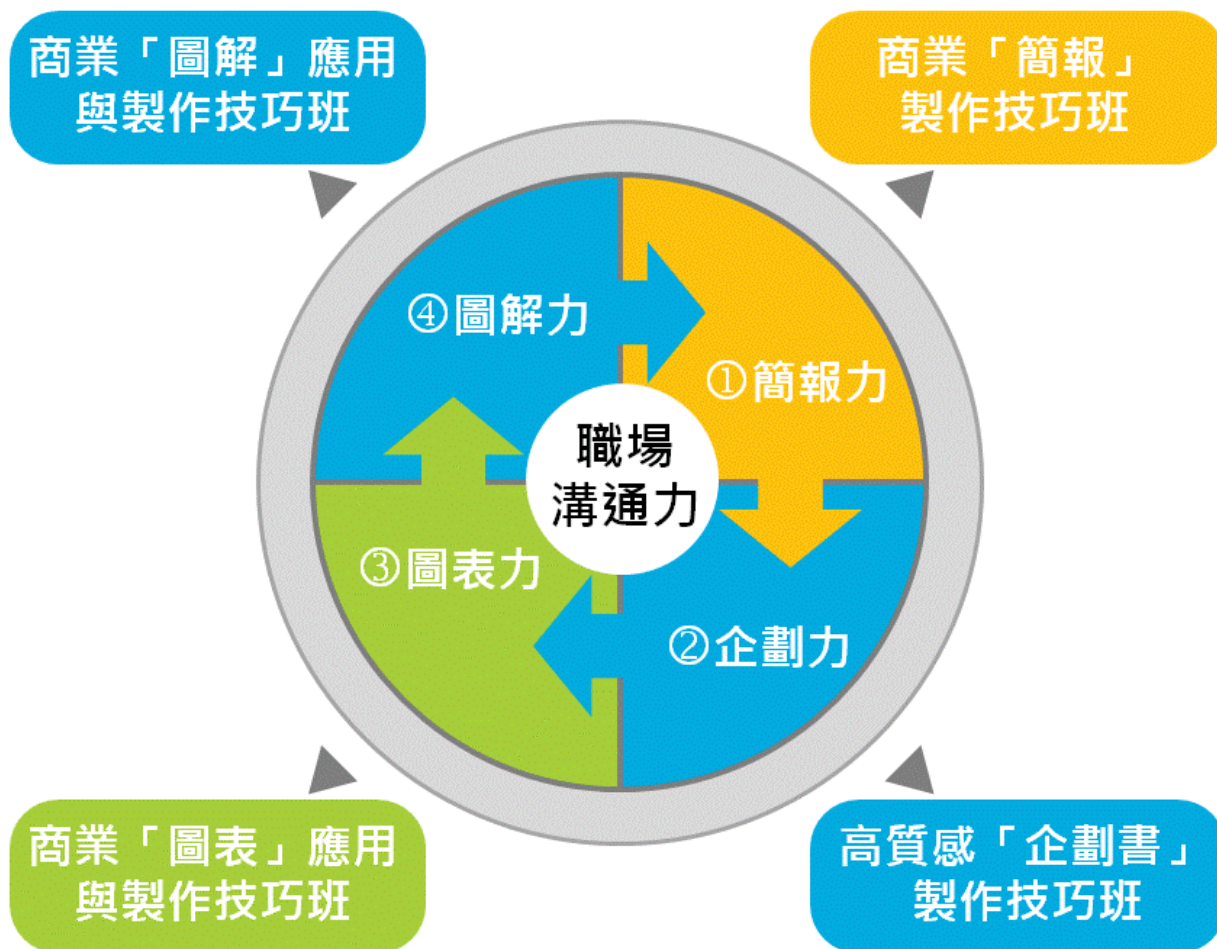 商業「圖解」應用
與製作技巧班
商業「簡報」
製作技巧班
④圖解力
①簡報力
職場
溝通力
③圖表力
②企劃力
商業「圖表」應用
與製作技巧班
高質感「企劃書」
製作技巧班